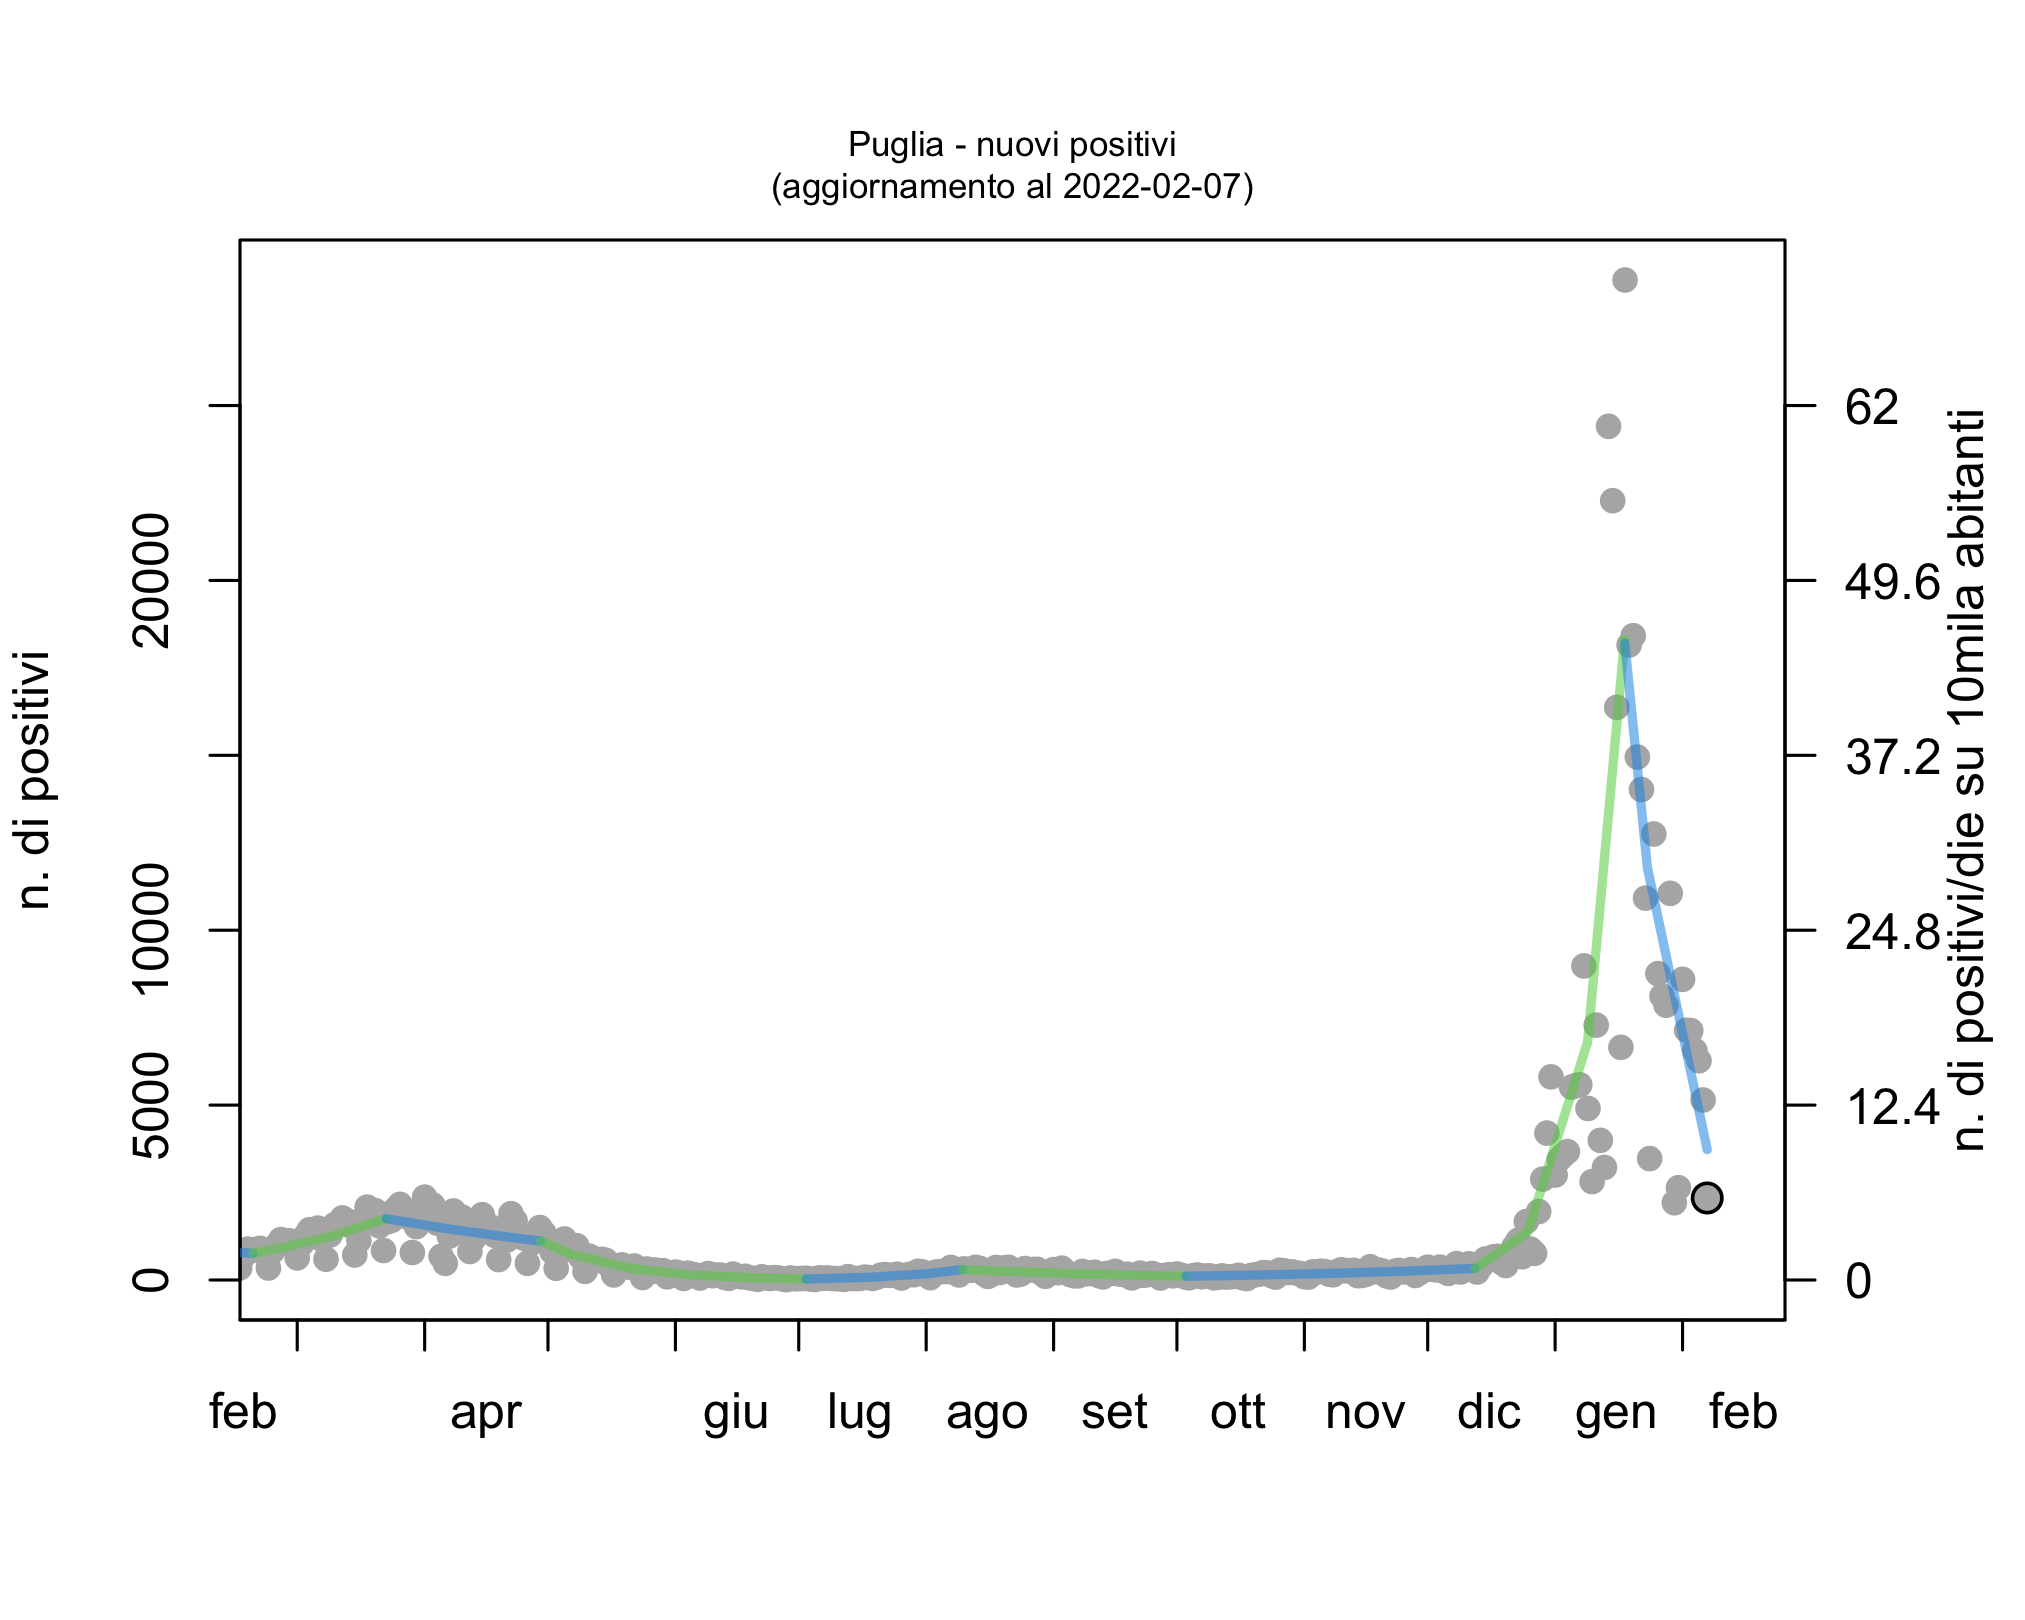 Puglia - nuovi positivi
(aggiornamento al 2022-02-07)
n. di positivi
20000
10000
5000
0
62
49.6
37.2
24.8
12.4
0
n. di positivi/die su 10mila abitanti
feb apr giu lug ago set ott nov dic gen feb